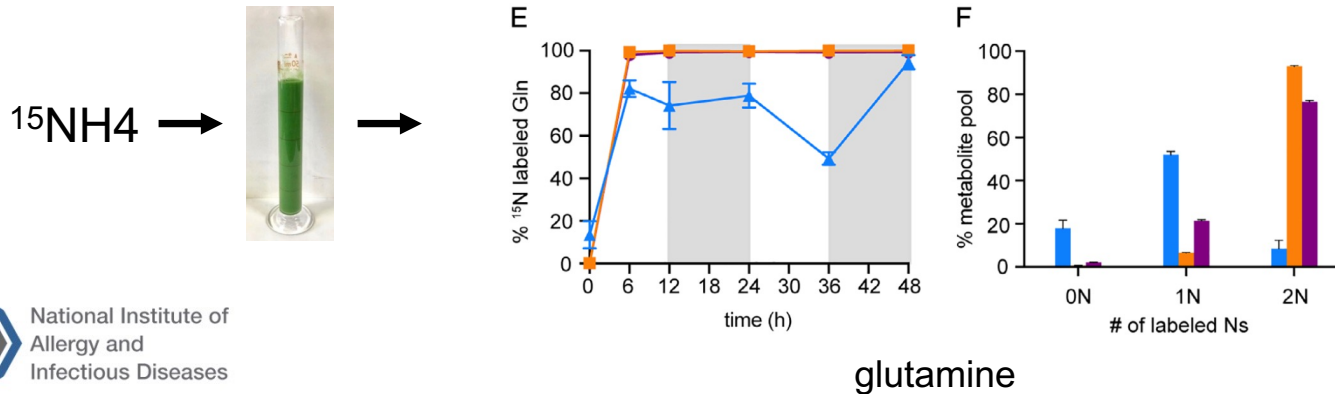 ¹⁵NH4
E
% ¹⁵N labeled Gln
100
80
60
40
20
0
0 6 12 18 24 30 36 42 48
time (h)
F
% metabolite pool
100
80
60
40
20
0
0N 1N 2N
# of labeled Ns
National Institute of
Allergy and
Infectious Diseases
glutamine